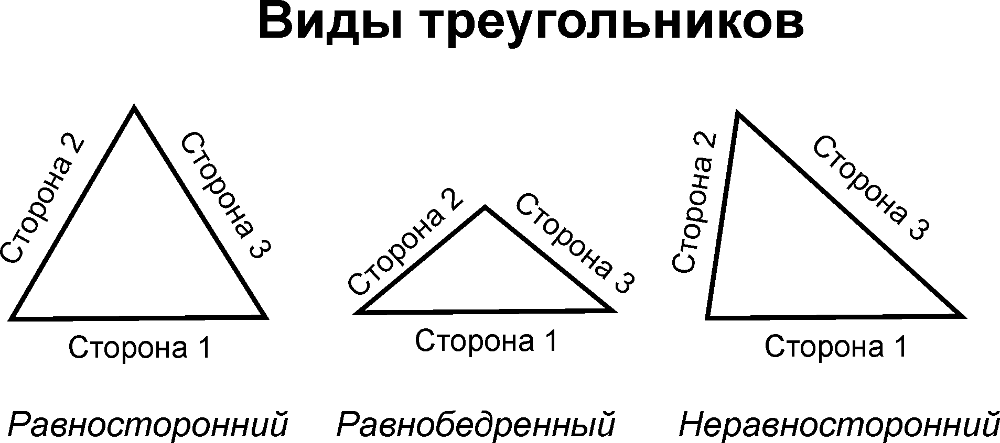 Виды треугольников
Сторона 2
Сторона 3
Сторона 1
Равносторонний
Сторона 2
Сторона 3
Сторона 1
Равнобедренный
Сторона 2
Сторона 3
Сторона 1
Неравносторонний